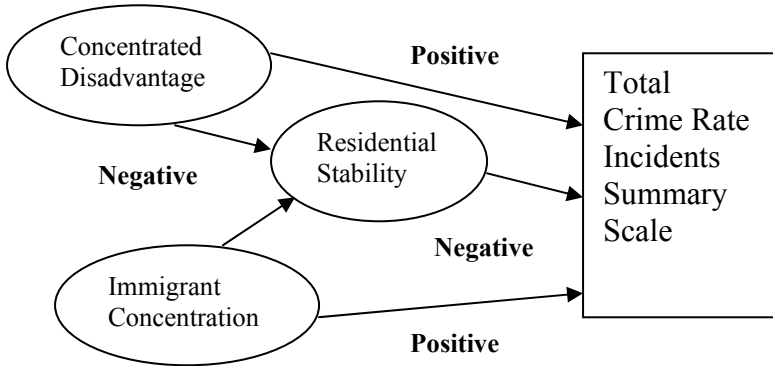 Concentrated
Disadvantage
Positive
Total
Crime Rate
Incidents
Summary
Scale
Residential
Stability
Negative
Negative
Immigrant
Concentration
Positive